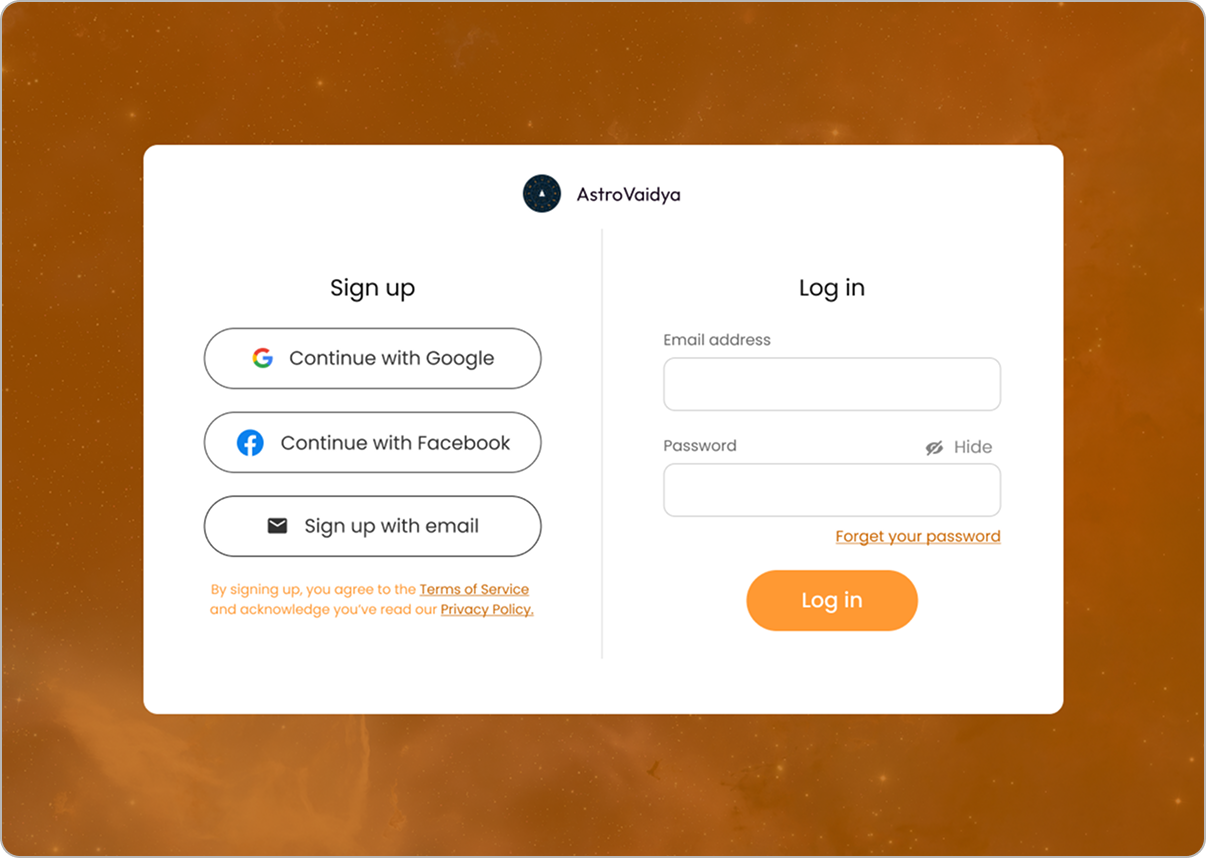 AstroVaidya
Sign up
Continue with Google
Continue with Facebook
Sign up with email
By signing up, you agree to the Terms of Service
and acknowledge you’ve read our Privacy Policy.
Log in
Email address
Password
Hide
Forget your password
Log in